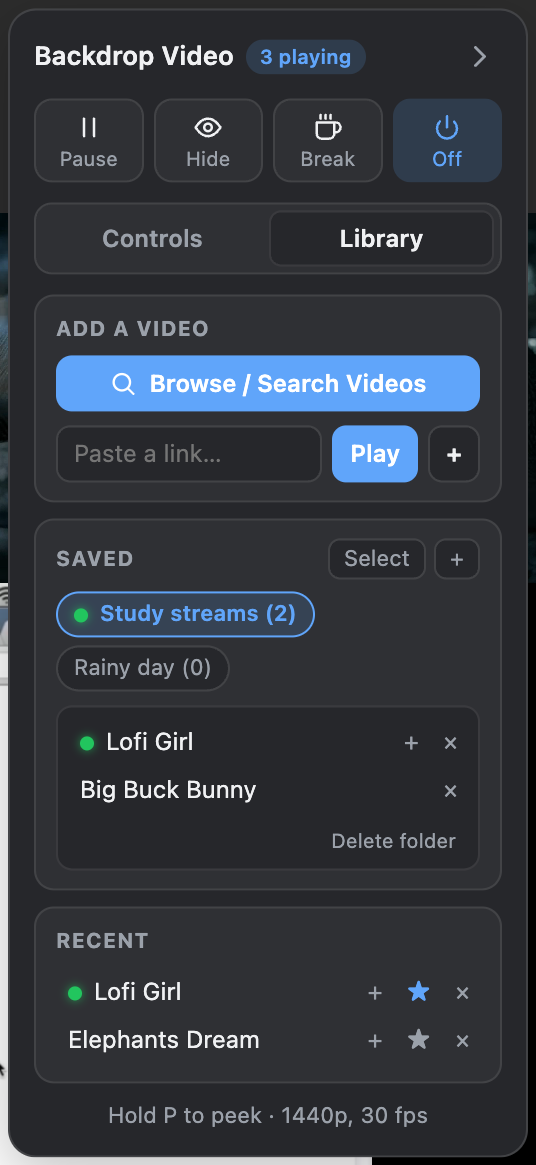 Backdrop Video 3 playing
Pause Hide Break Off
Controls Library
ADD A VIDEO
Browse / Search Videos
Paste a link... Play +
SAVED Select +
Study streams (2)
Rainy day (0)
Lofi Girl + ×
Big Buck Bunny ×
Delete folder
RECENT
Lofi Girl + ×
Elephants Dream + ×
Hold P to peek · 1440p, 30 fps